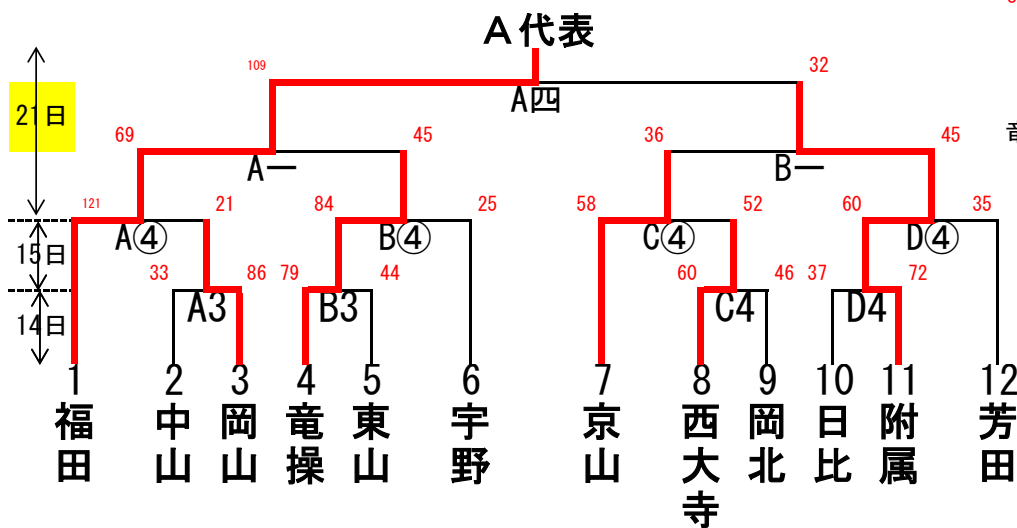 A代表
109 32
A四
21日
69 45 36 45
A一 B一
竜
121 21 84 25 58 52 60 35
A④ B④ C④ D④
15日
33 86 79 44 60 46 37 72
A3 B3 C4 D4
14日
1 2 3 4 5 6 7 8 9 10 11 12
福田 中山 岡山 竜操 東山 宇野 京山 西大寺 岡北 日比 附属 芳田